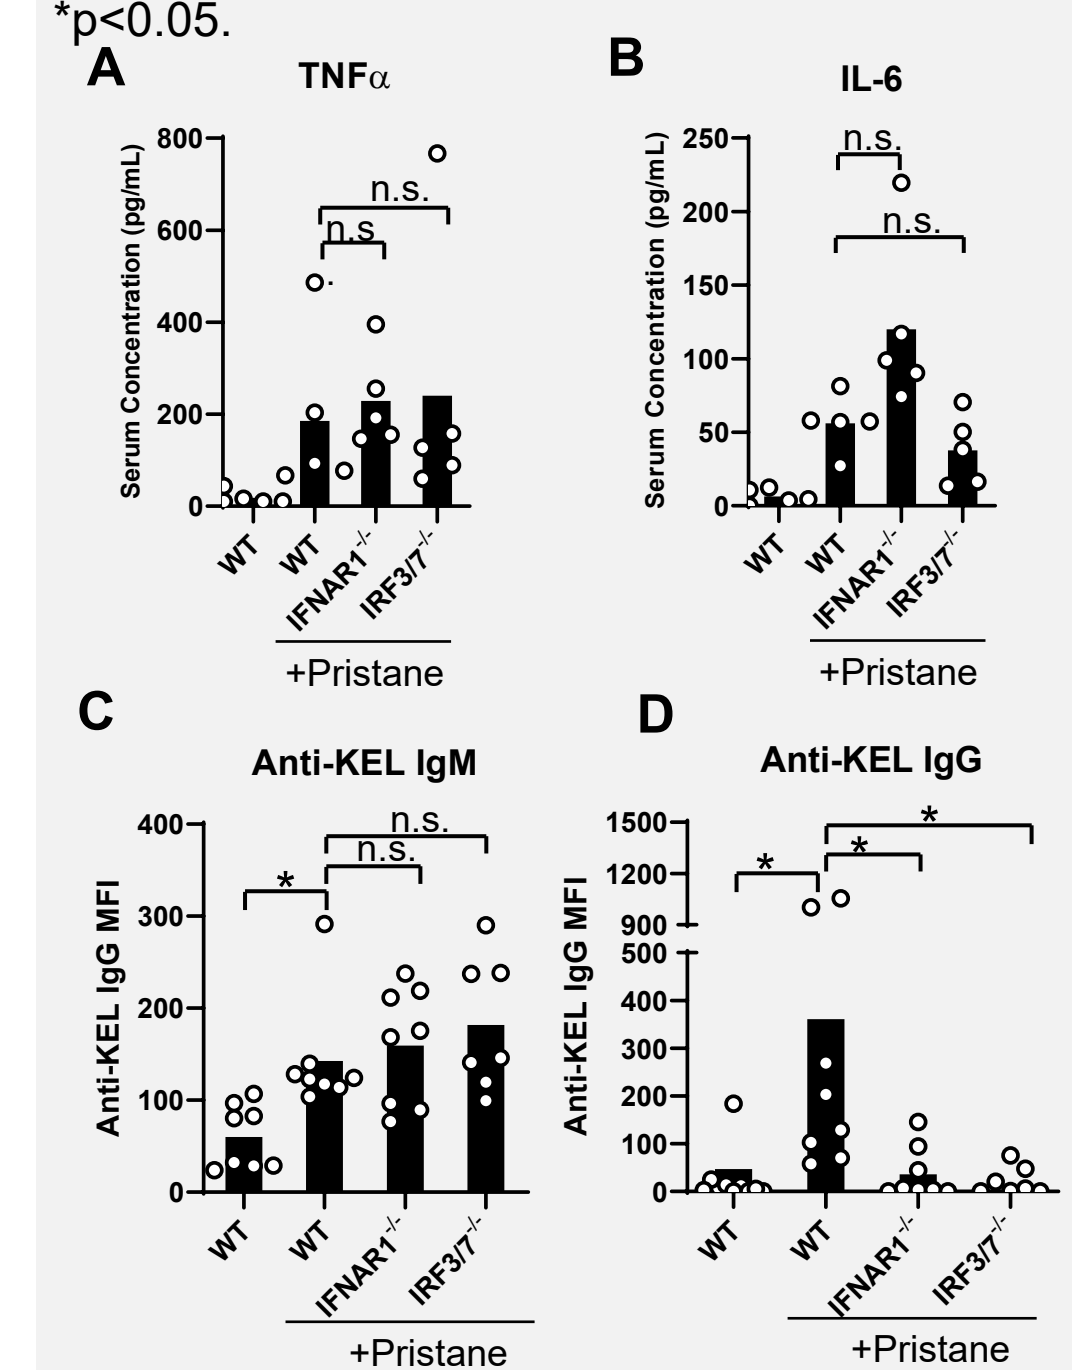 *p<0.05.
A
TNFα
Serum Concentration (pg/mL)
800
600
400
200
0
n.s.
n.s
.
WT
WT
IFNAR1-/-
IRF3/7-/-
+Pristane
B
IL-6
Serum Concentration (pg/mL)
250
200
150
100
50
0
n.s.
n.s.
WT
WT
IFNAR1-/-
IRF3/7-/-
+Pristane
C
Anti-KEL IgM
Anti-KEL IgG MFI
400
300
200
100
0
n.s.
n.s.
*
WT
WT
IFNAR1-/-
IRF3/7-/-
+Pristane
D
Anti-KEL IgG
Anti-KEL IgG MFI
1500
1200
900
500
400
300
200
100
0
*
*
*
WT
WT
IFNAR1-/-
IRF3/7-/-
+Pristane